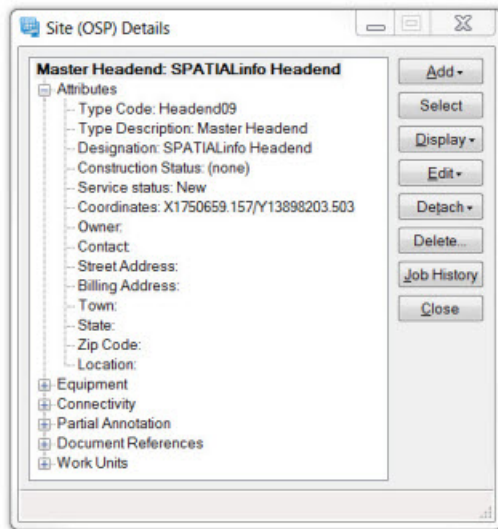 Site (OSP) Details
Master Headend: SPATIALinfo Headend
Attributes
Type Code: Headend09
Type Description: Master Headend
Designation: SPATIALinfo Headend
Construction Status: (none)
Service status: New
Coordinates: X1750659.157/Y13898203.503
Owner:
Contact:
Street Address:
Billing Address:
Town:
State:
Zip Code:
Location:
Equipment
Connectivity
Partial Annotation
Document References
Work Units
Add
Select
Display
Edit
Detach
Delete...
Job History
Close